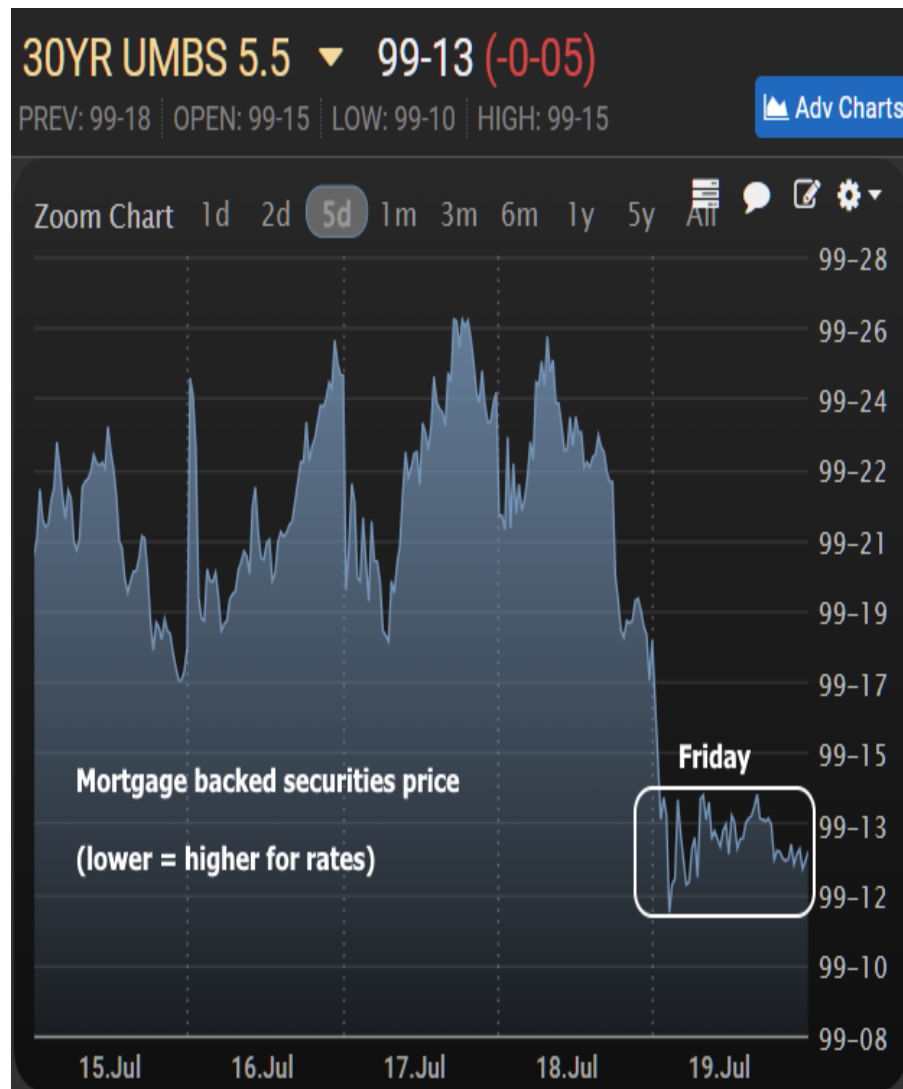 30YR UMBS 5.5 99-13 (-0-05)
PREV: 99-18 OPEN: 99-15 LOW: 99-10 HIGH: 99-15
Adv Charts
Zoom Chart 1d 2d 5d 1m 3m 6m 1y 5y All
99-28
99-26
99-24
99-22
99-21
99-19
99-17
99-15
99-13
99-12
99-10
99-08
Friday
Mortgage backed securities price
(lower = higher for rates)
15.Jul 16.Jul 17.Jul 18.Jul 19.Jul